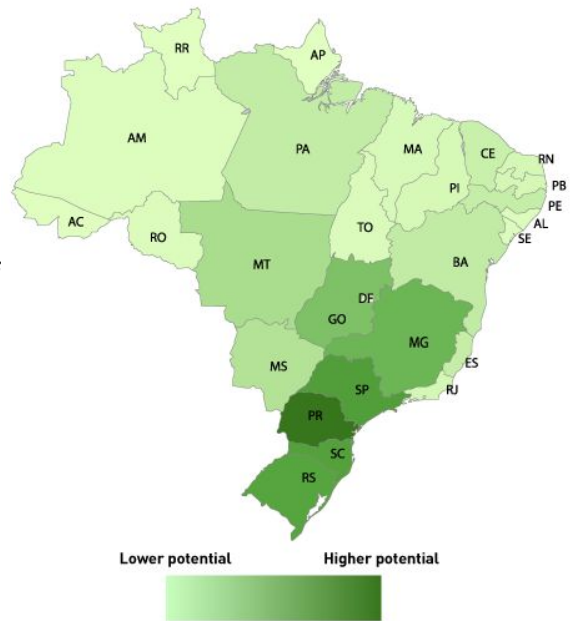 RR
AP
AM
PA
MA
CE
RN
PB
PI
PE
AL
SE
AC
RO
TO
BA
MT
DF
GO
MG
MS
ES
SP
RJ
PR
SC
RS
Lower potential Higher potential